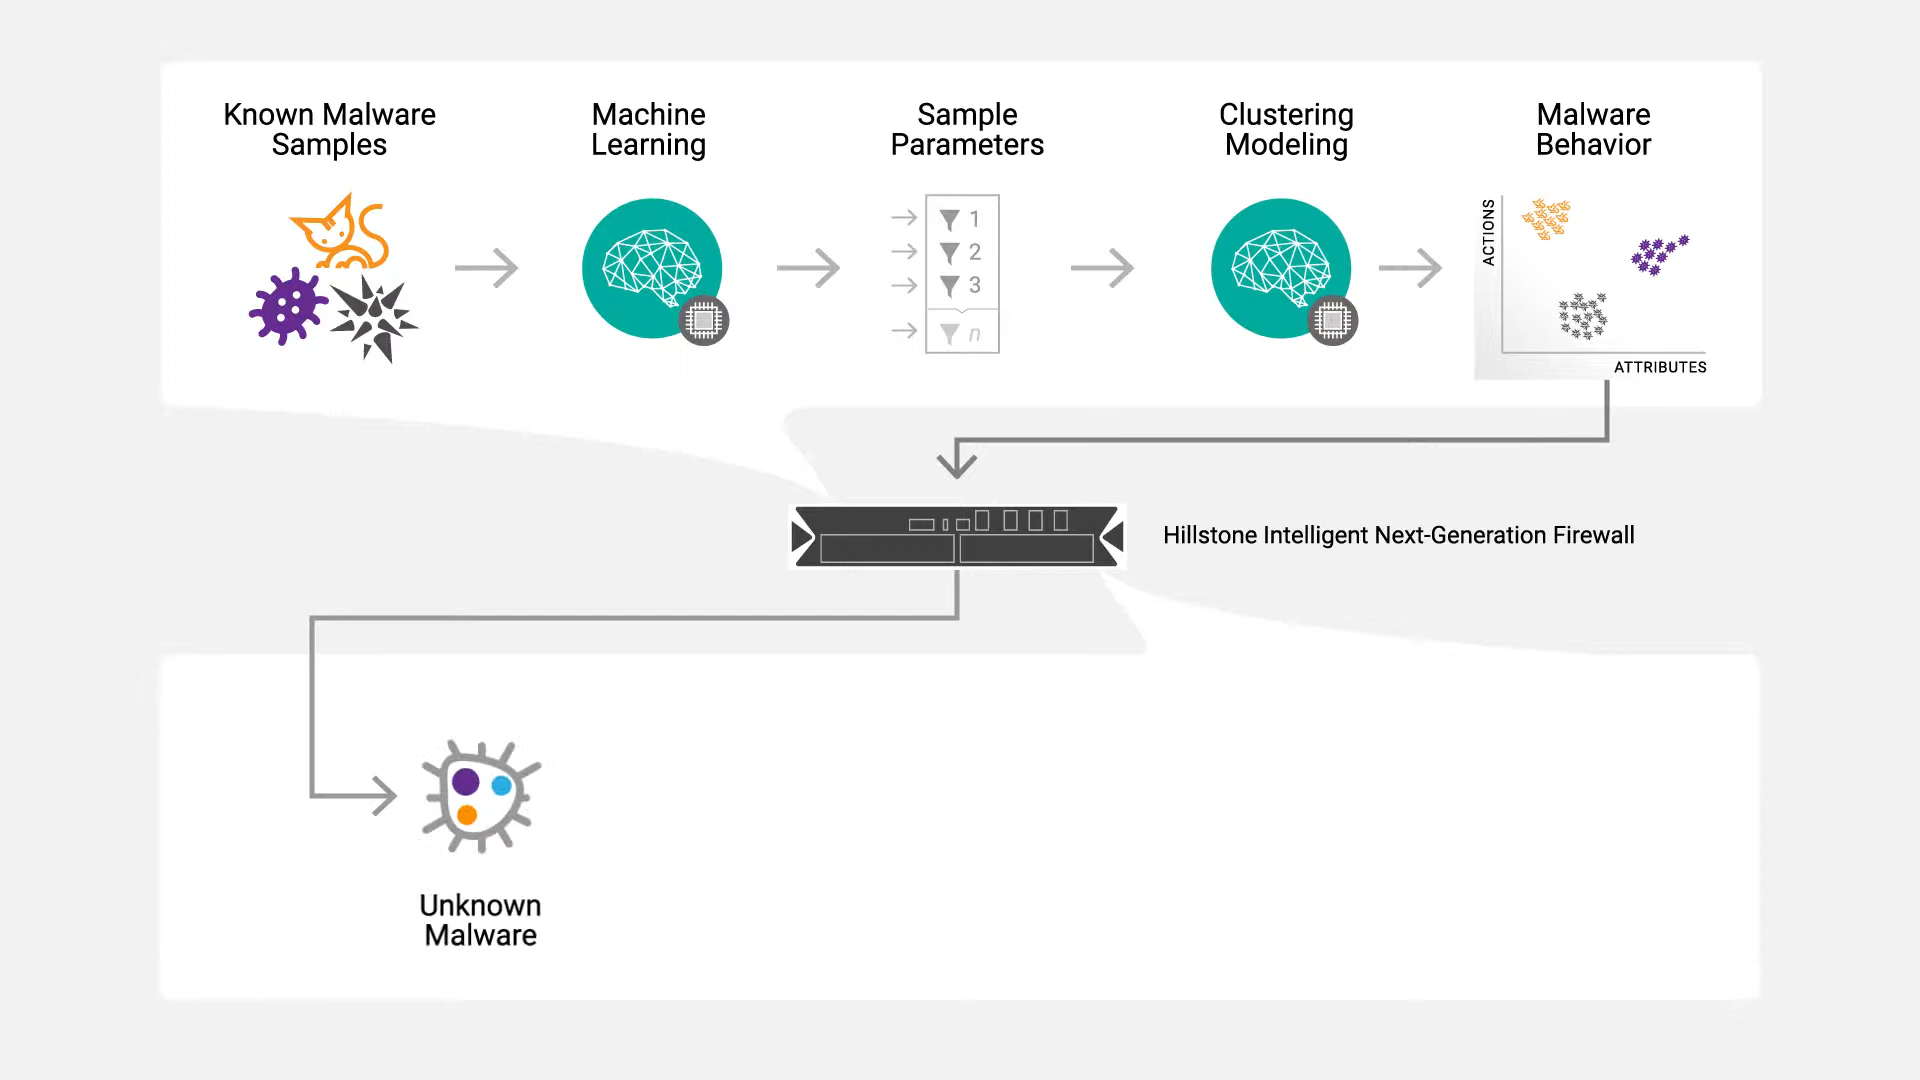 Known Malware
Samples
Machine
Learning
Sample
Parameters
Clustering
Modeling
Malware
Behavior
1
2
3
n
ACTIONS
ATTRIBUTES
Hillstone Intelligent Next-Generation Firewall
Unknown
Malware